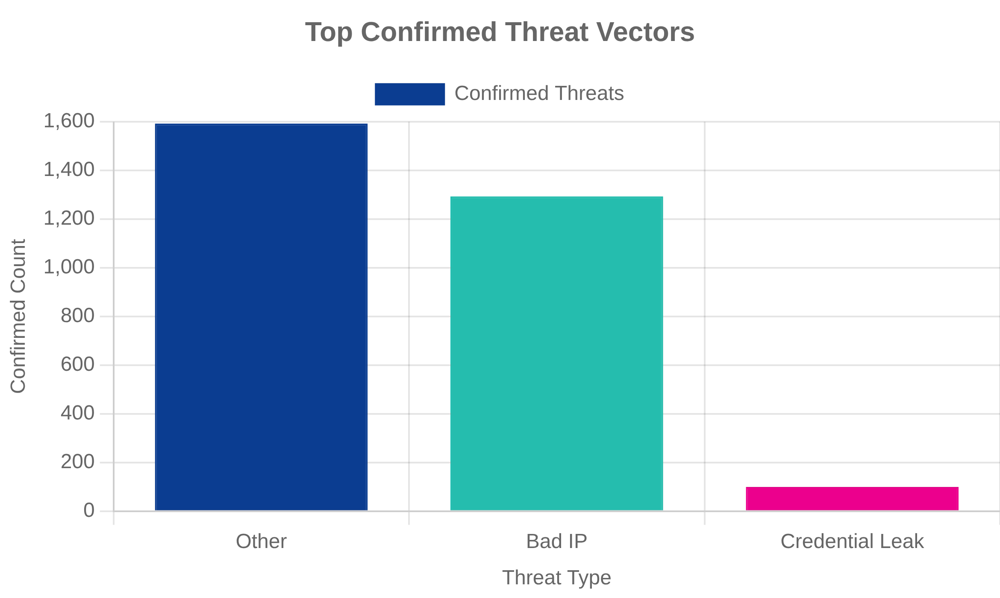 Top Confirmed Threat Vectors
Confirmed Threats
Confirmed Count
1,600
1,400
1,200
1,000
800
600
400
200
0
Other
Bad IP
Credential Leak
Threat Type